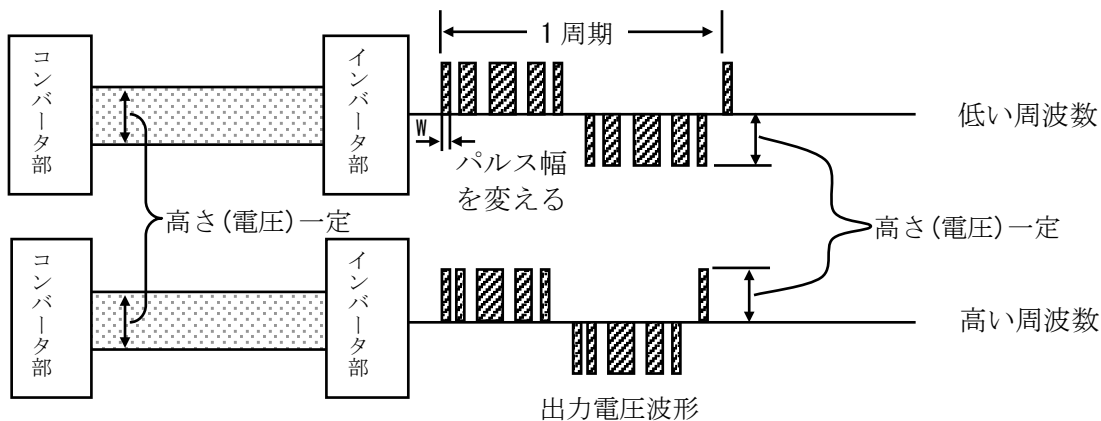 1周期
コンバータ部
インバータ部
低い周波数
W
パルス幅
を変える
高さ(電圧)一定
高さ(電圧)一定
コンバータ部
インバータ部
高い周波数
出力電圧波形